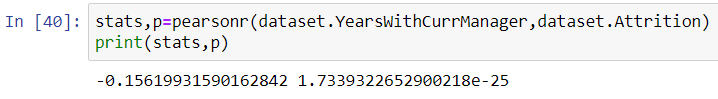 In [40]: stats,p=pearsonr(dataset.YearsWithCurrManager,dataset.Attrition)
print(stats,p)
-0.15619931590162842 1.7339322652900218e-25